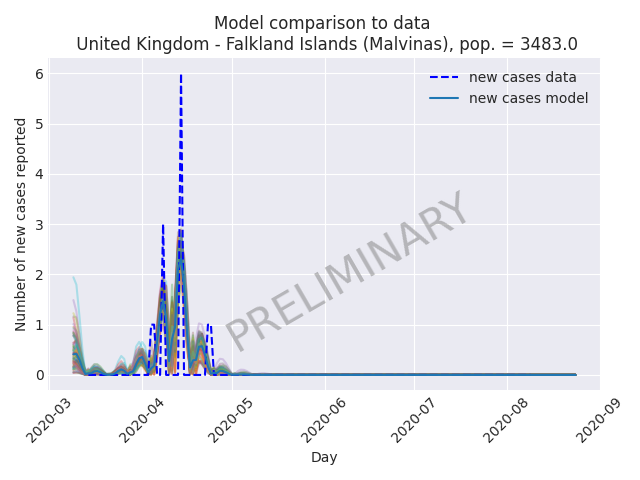 Model comparison to data
United Kingdom - Falkland Islands (Malvinas), pop. = 3483.0
6
5
4
3
2
1
0
Number of new cases reported
new cases data
new cases model
PRELIMINARY
2020-03
2020-04
2020-05
2020-06
2020-07
2020-08
2020-09
Day